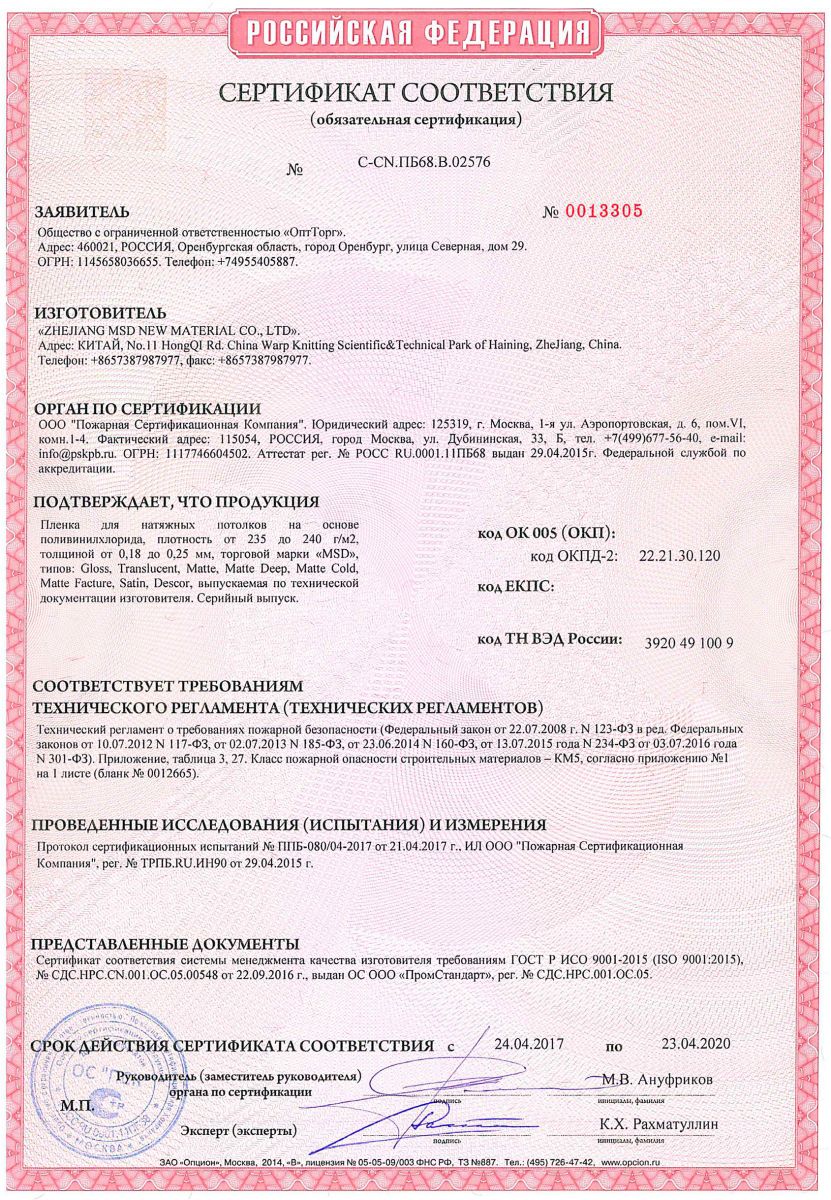 РОССИЙСКАЯ ФЕДЕРАЦИЯ
СЕРТИФИКАТ СООТВЕТСТВИЯ
(обязательная сертификация)
№ C-CN.ПБ68.В.02576
ЗАЯВИТЕЛЬ
№ 0013305
Общество с ограниченной ответственностью «ОптТорг».
Адрес: 460021, РОССИЯ, Оренбургская область, город Оренбург, улица Северная, дом 29.
ОГРН: 1145658036655. Телефон: +74955405887.
ИЗГОТОВИТЕЛЬ
«ZHEJIANG MSD NEW MATERIAL CO., LTD».
Адрес: КИТАЙ, No.11 HongQI Rd. China Warp Knitting Scientific&Technical Park of Haining, ZheJiang, China.
Телефон: +8657387987977, факс: +8657387987977.
ОРГАН ПО СЕРТИФИКАЦИИ
ООО "Пожарная Сертификационная Компания". Юридический адрес: 125319, г. Москва, 1-я ул. Аэропортовская, д. 6, пом.VI,
комн.1-4. Фактический адрес: 115054, РОССИЯ, город Москва, ул. Дубининская, 33, Б, тел. +7(499)677-56-40, e-mail:
info@pskpb.ru. ОГРН: 1117746604502. Аттестат рег. № РОСС RU.0001.11ПБ68 выдан 29.04.2015г. Федеральной службой по
аккредитации.
ПОДТВЕРЖДАЕТ, ЧТО ПРОДУКЦИЯ
Пленка для натяжных потолков на основе
поливинилхлорида, плотность от 235 до 240 г/м2,
толщиной от 0,18 до 0,25 мм, торговой марки «MSD»,
типов: Gloss, Translucent, Matte, Matte Deep, Matte Cold,
Matte Facture, Satin, Descor, выпускаемая по технической
документации изготовителя. Серийный выпуск.
код ОК 005 (ОКП):
код ОКПД-2: 22.21.30.120
код ЕКПС:
код ТН ВЭД России: 3920 49 100 9
СООТВЕТСТВУЕТ ТРЕБОВАНИЯМ
ТЕХНИЧЕСКОГО РЕГЛАМЕНТА (ТЕХНИЧЕСКИХ РЕГЛАМЕНТОВ)
Технический регламент о требованиях пожарной безопасности (Федеральный закон от 22.07.2008 г. N 123-ФЗ в ред. Федеральных
законов от 10.07.2012 N 117-ФЗ, от 02.07.2013 N 185-ФЗ, от 23.06.2014 N 160-ФЗ, от 13.07.2015 года N 234-ФЗ от 03.07.2016 года
N 301-ФЗ). Приложение, таблица 3, 27. Класс пожарной опасности строительных материалов – КМ5, согласно приложению №1
на 1 листе (бланк № 0012665).
ПРОВЕДЕННЫЕ ИССЛЕДОВАНИЯ (ИСПЫТАНИЯ) И ИЗМЕРЕНИЯ
Протокол сертификационных испытаний № ППБ-080/04-2017 от 21.04.2017 г., ИЛ ООО "Пожарная Сертификационная
Компания", рег. № ТРПБ.RU.ИН90 от 29.04.2015 г.
ПРЕДСТАВЛЕННЫЕ ДОКУМЕНТЫ
Сертификат соответствия системы менеджмента качества изготовителя требованиям ГОСТ Р ИСО 9001-2015 (ISO 9001:2015),
№ СДС.НРС.CN.001.ОС.05.00548 от 22.09.2016 г., выдан ОС ООО «ПромСтандарт», рег. № СДС.НРС.001.ОС.05.
СРОК ДЕЙСТВИЯ СЕРТИФИКАТА СООТВЕТСТВИЯ с 24.04.2017 по 23.04.2020
Руководитель (заместитель руководителя)
органа по сертификации
М.В. Ануфриков
подпись
инициалы, фамилия
М.П.
Эксперт (эксперты)
К.Х. Рахматуллин
подпись
инициалы, фамилия
ЗАО «Опцион», Москва, 2014, «В», лицензия № 05-05-09/003 ФНС РФ, ТЗ №887. Тел.: (495) 726-47-42, www.opcion.ru